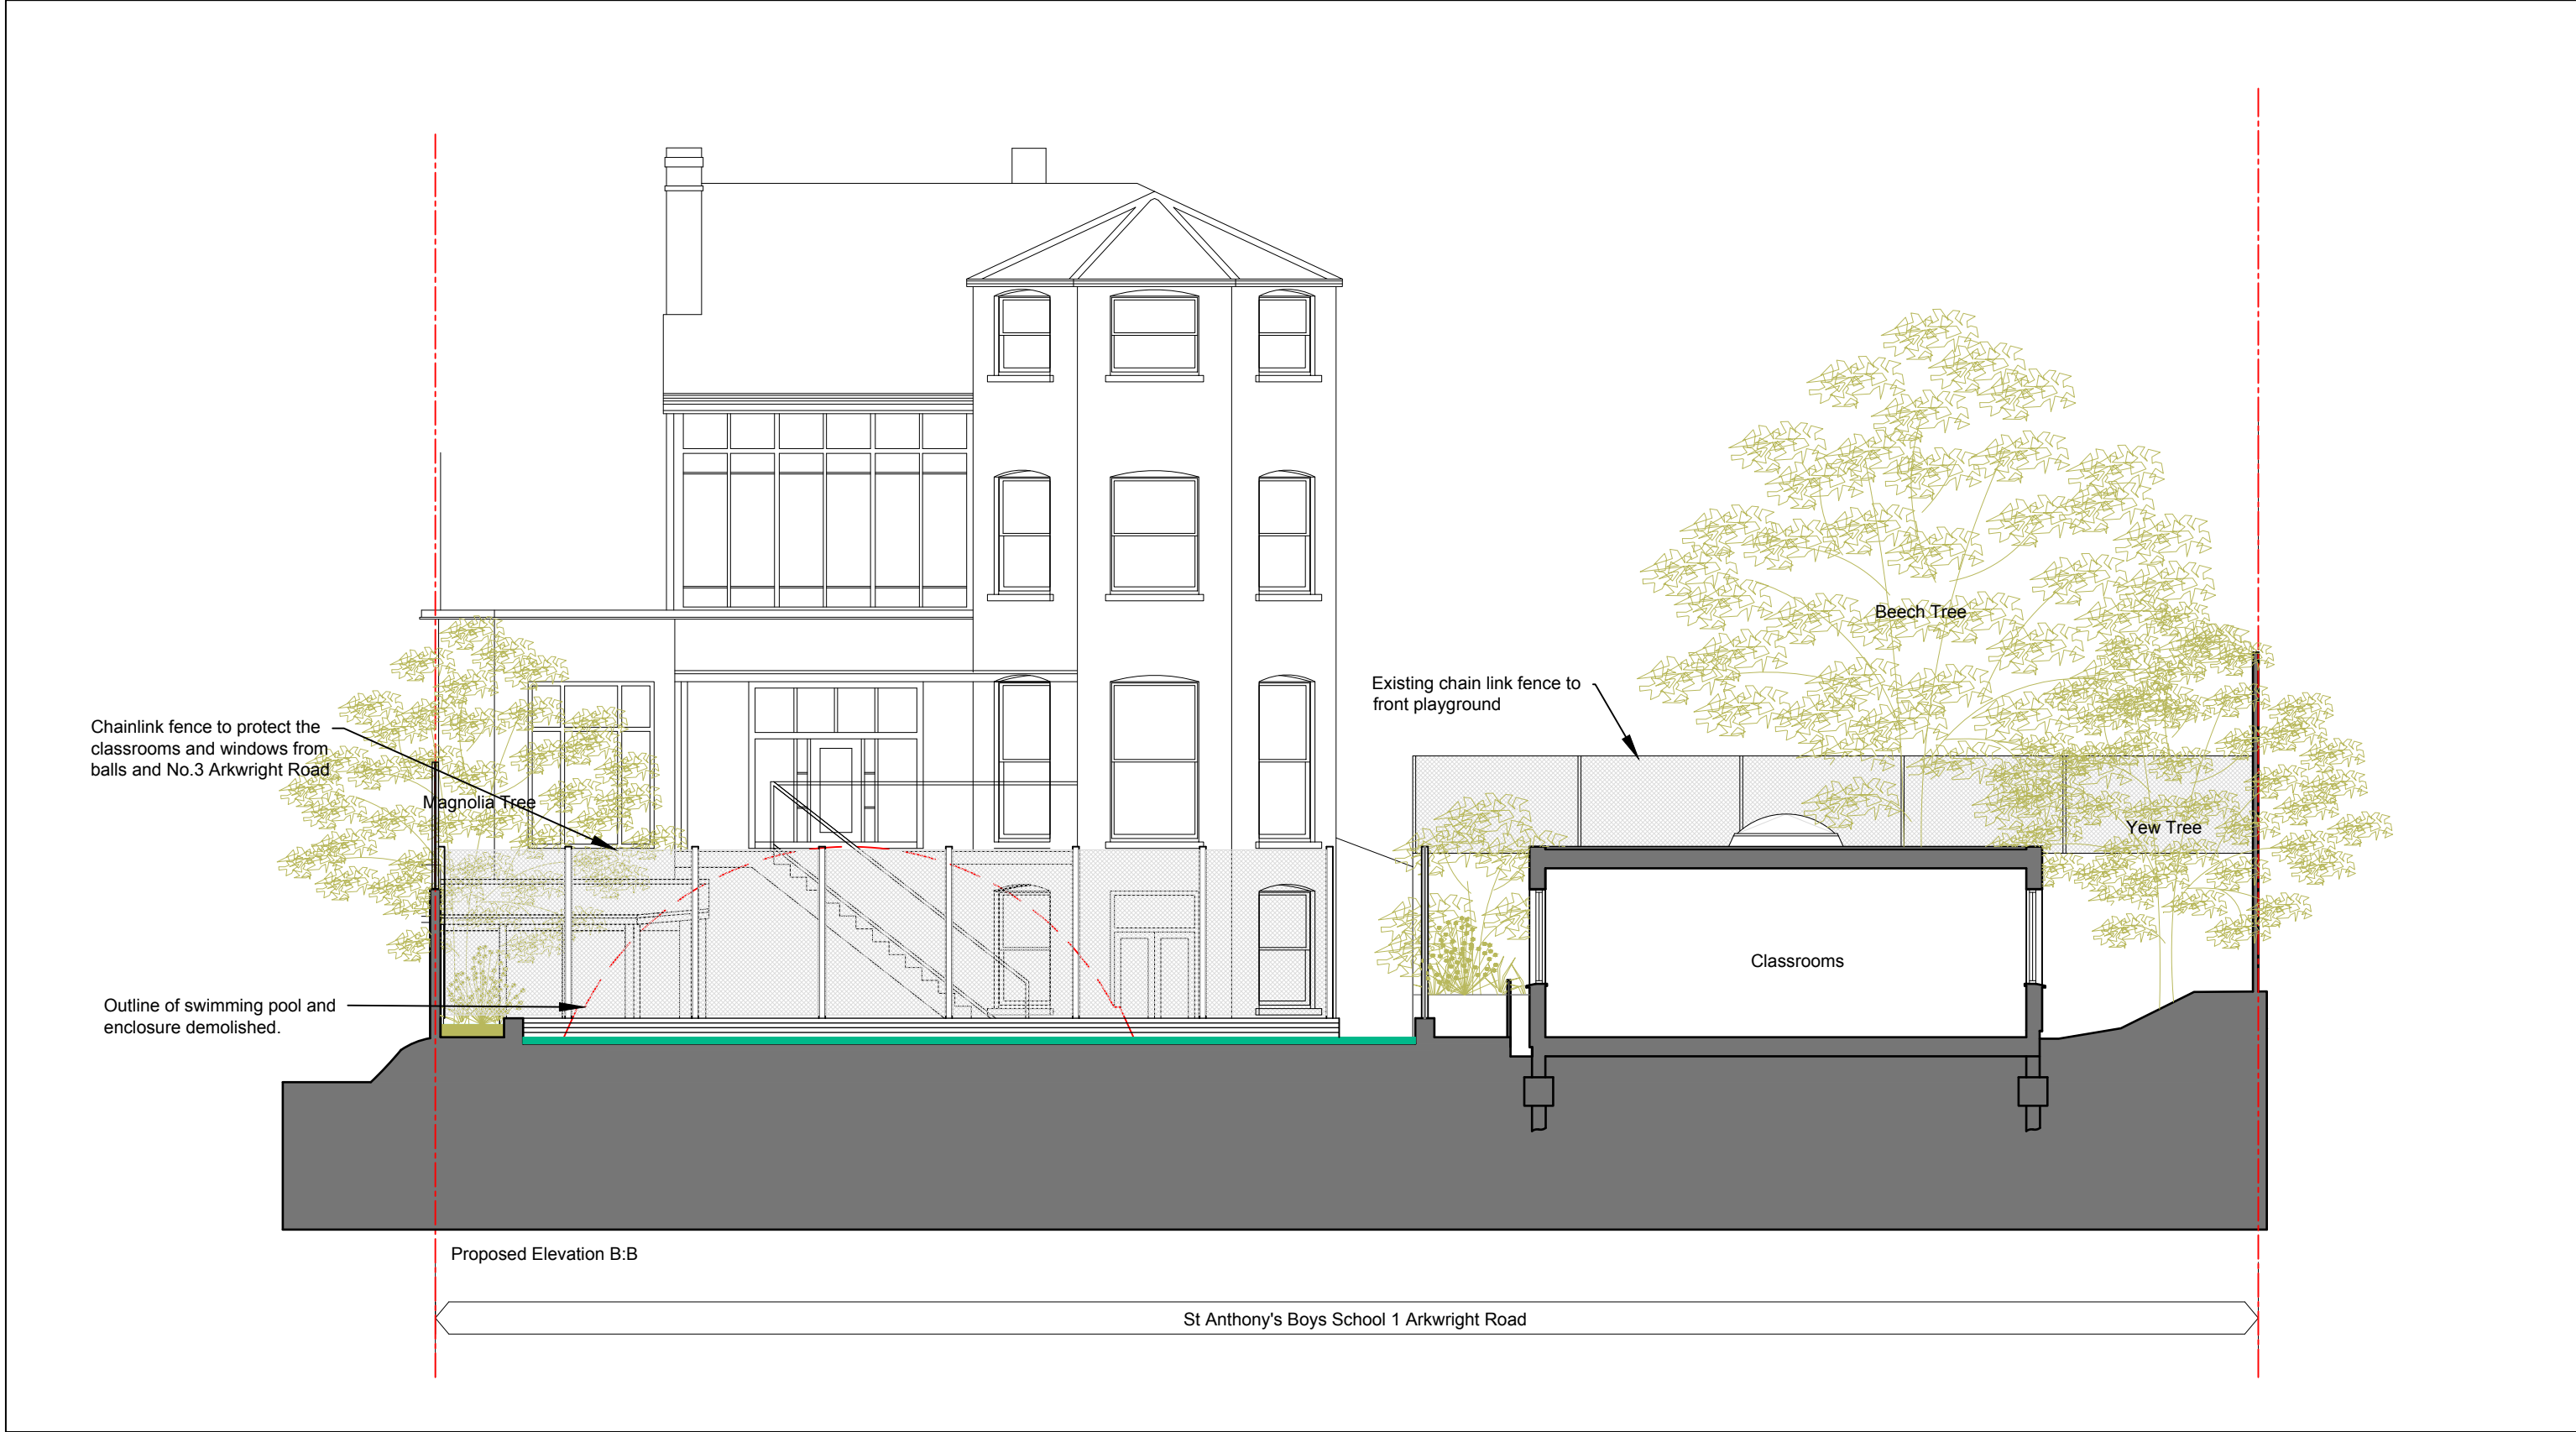 Beech Tree
Existing chain link fence to
front playground
Chainlink fence to protect the
classrooms and windows from
balls and No.3 Arkwright Road
Magnolia Tree
Yew Tree
Classrooms
Outline of swimming pool and
enclosure demolished.
Proposed Elevation B:B
St Anthony's Boys School 1 Arkwright Road